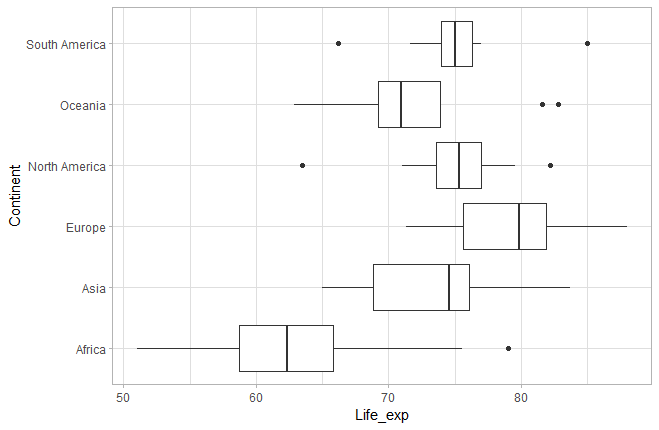 South America
Oceania
North America
Europe
Asia
Africa
Continent
50 60 70 80
Life_exp